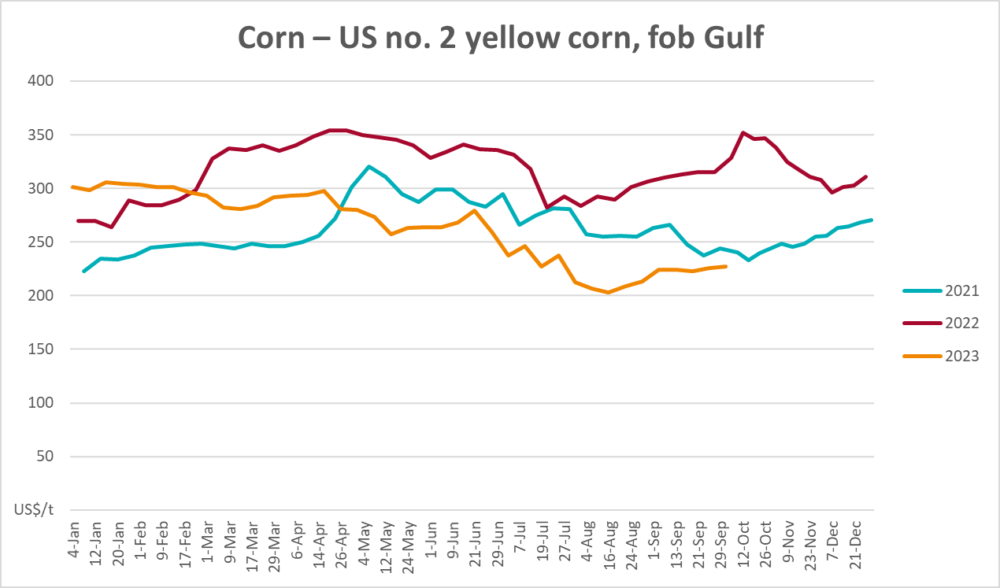 Corn – US no. 2 yellow corn, fob Gulf
400
350
300
250
200
150
100
50
US$/t
2021
2022
2023
4-Jan
12-Jan
20-Jan
1-Feb
9-Feb
17-Feb
1-Mar
9-Mar
17-Mar
29-Mar
6-Apr
14-Apr
26-Apr
4-May
12-May
24-May
1-Jun
9-Jun
21-Jun
29-Jun
7-Jul
19-Jul
27-Jul
4-Aug
16-Aug
24-Aug
1-Sep
13-Sep
21-Sep
29-Sep
12-Oct
26-Oct
9-Nov
23-Nov
7-Dec
21-Dec